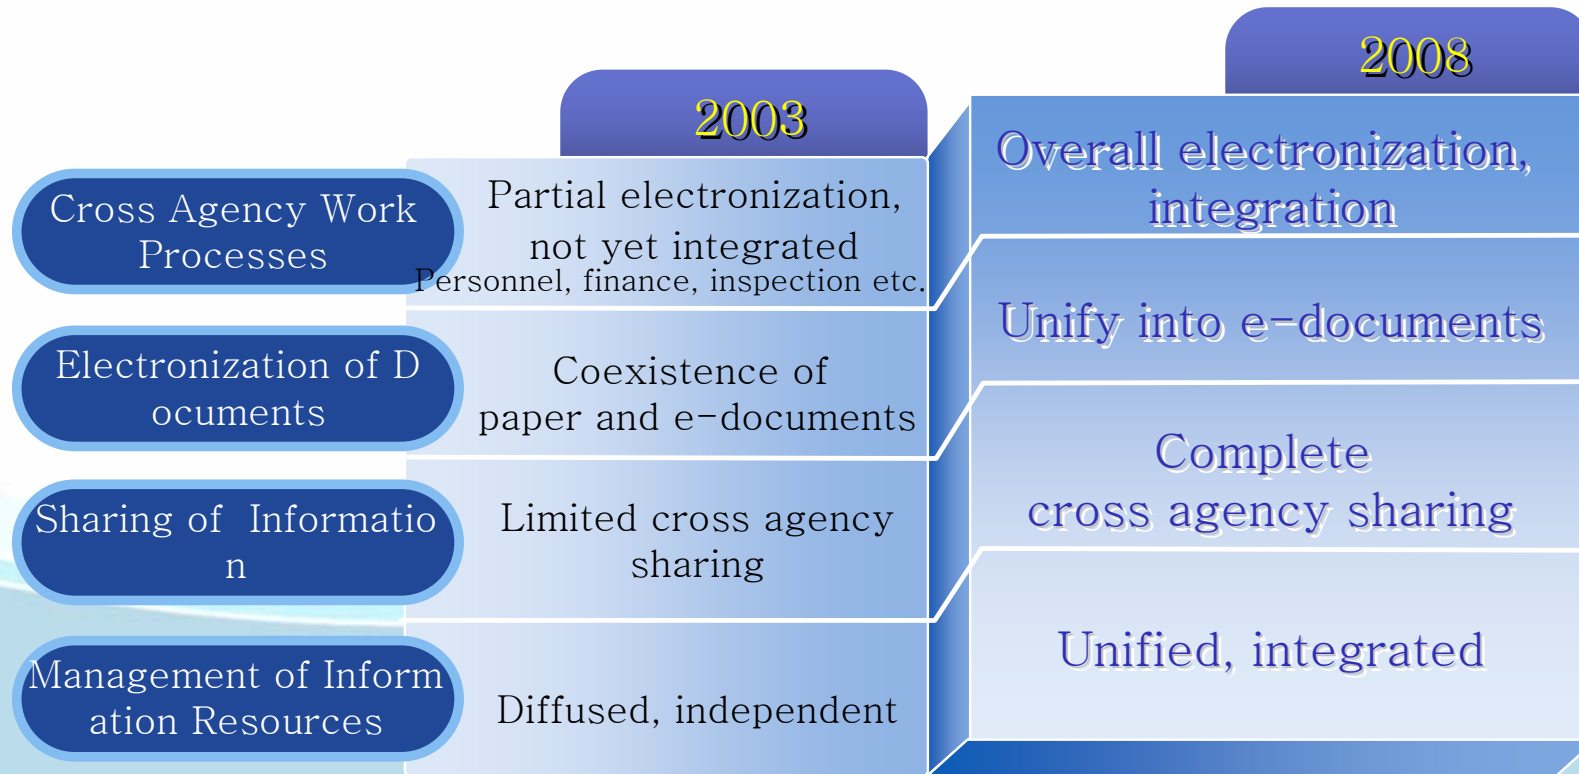 2003
2008
Cross Agency Work
Processes
Partial electronization,
not yet integrated
Personnel, finance, inspection etc.
Overall electronization,
integration
Electronization of D
ocuments
Coexistence of
paper and e-documents
Unify into e-documents
Sharing of  Informatio
n
Limited cross agency
sharing
Complete
cross agency sharing
Management of Inform
ation Resources
Diffused, independent
Unified, integrated